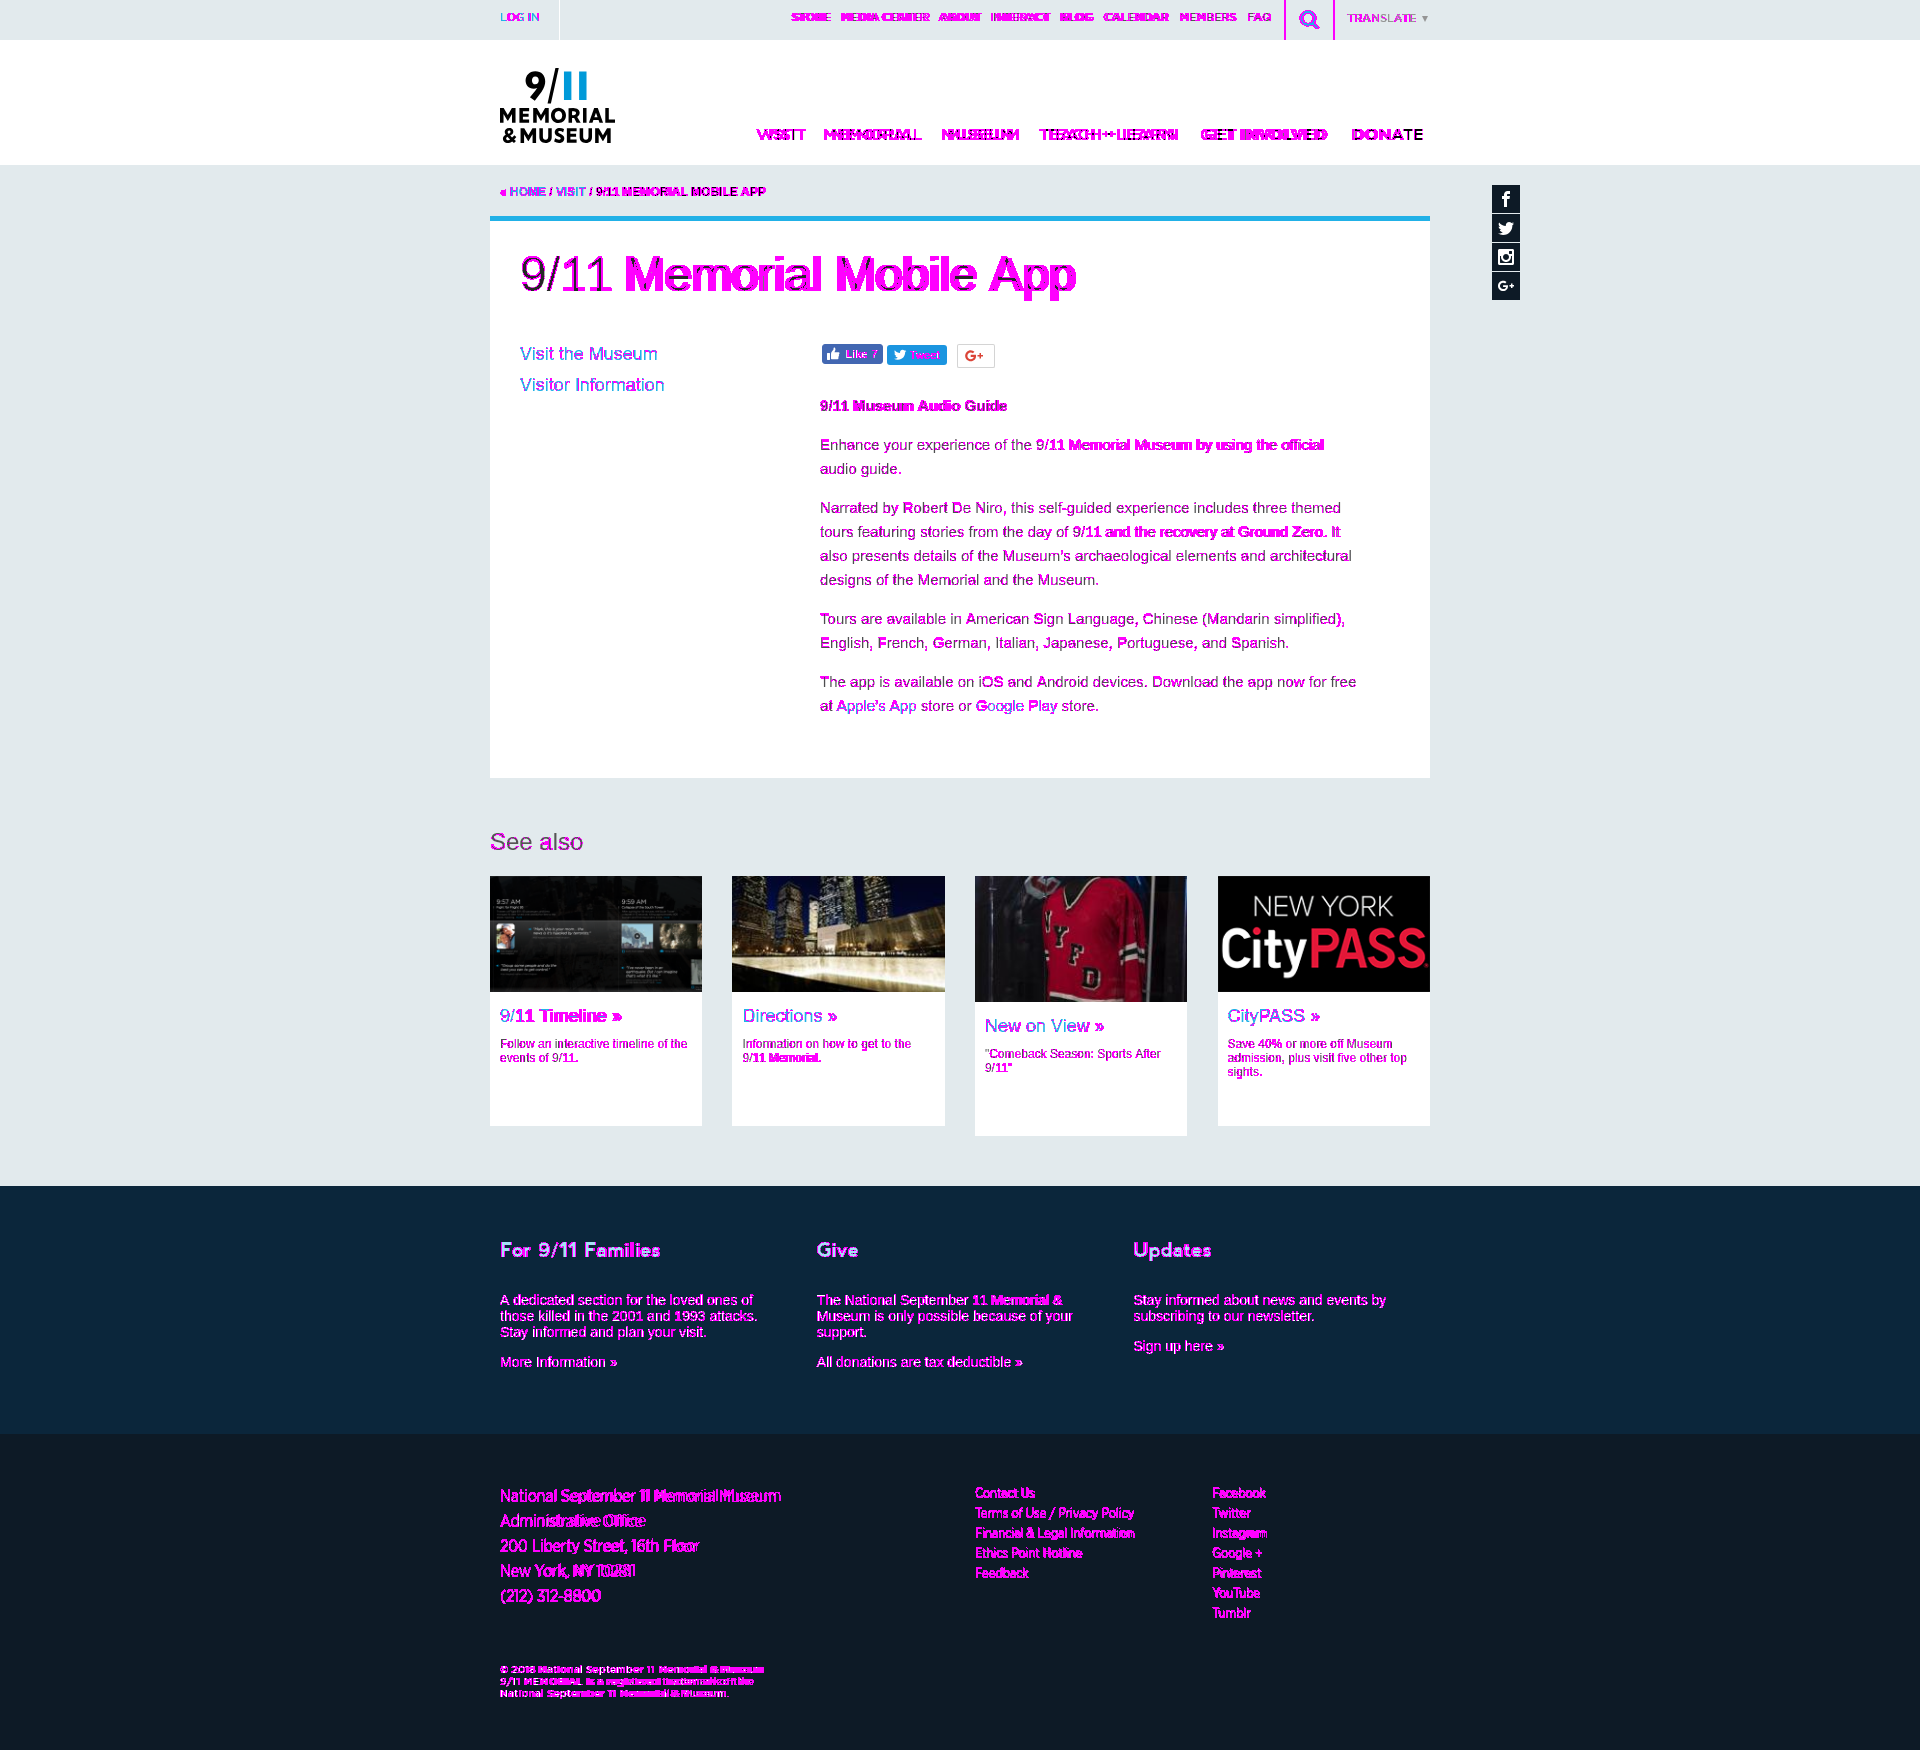 LOG IN
STORE MEDIA CENTER ABOUT INTERACT BLOG CALENDAR MEMBERS FAQ
TRANSLATE ▼
9/11
MEMORIAL
& MUSEUM
VISIT MEMORIAL MUSEUM TEACH + LEARN GET INVOLVED DONATE
« HOME / VISIT / 9/11 MEMORIAL MOBILE APP
9/11 Memorial Mobile App
Visit the Museum
Visitor Information
Like 7
Tweet
G+
9/11 Museum Audio Guide
Enhance your experience of the 9/11 Memorial Museum by using the official
audio guide.
Narrated by Robert De Niro, this self-guided experience includes three themed
tours featuring stories from the day of 9/11 and the recovery at Ground Zero. It
also presents details of the Museum's archaeological elements and architectural
designs of the Memorial and the Museum.
Tours are available in American Sign Language, Chinese (Mandarin simplified),
English, French, German, Italian, Japanese, Portuguese, and Spanish.
The app is available on iOS and Android devices. Download the app now for free
at Apple's App store or Google Play store.
See also
9:57 AM
9:59 AM
NYFD
NEW YORK
CityPASS
9/11 Timeline »
Follow an interactive timeline of the
events of 9/11.
Directions »
Information on how to get to the
9/11 Memorial.
New on View »
"Comeback Season: Sports After
9/11"
CityPASS »
Save 40% or more off Museum
admission, plus visit five other top
sights.
For 9/11 Families
A dedicated section for the loved ones of
those killed in the 2001 and 1993 attacks.
Stay informed and plan your visit.
More Information »
Give
The National September 11 Memorial &
Museum is only possible because of your
support.
All donations are tax deductible »
Updates
Stay informed about news and events by
subscribing to our newsletter.
Sign up here »
National September 11 Memorial Museum
Administrative Office
200 Liberty Street, 16th Floor
New York, NY 10281
(212) 312-8800
Contact Us
Terms of Use / Privacy Policy
Financial & Legal Information
Ethics Point Hotline
Feedback
Facebook
Twitter
Instagram
Google +
Pinterest
YouTube
Tumblr
© 2018 National September 11 Memorial & Museum
9/11 MEMORIAL is a registered trademark of the
National September 11 Memorial & Museum.